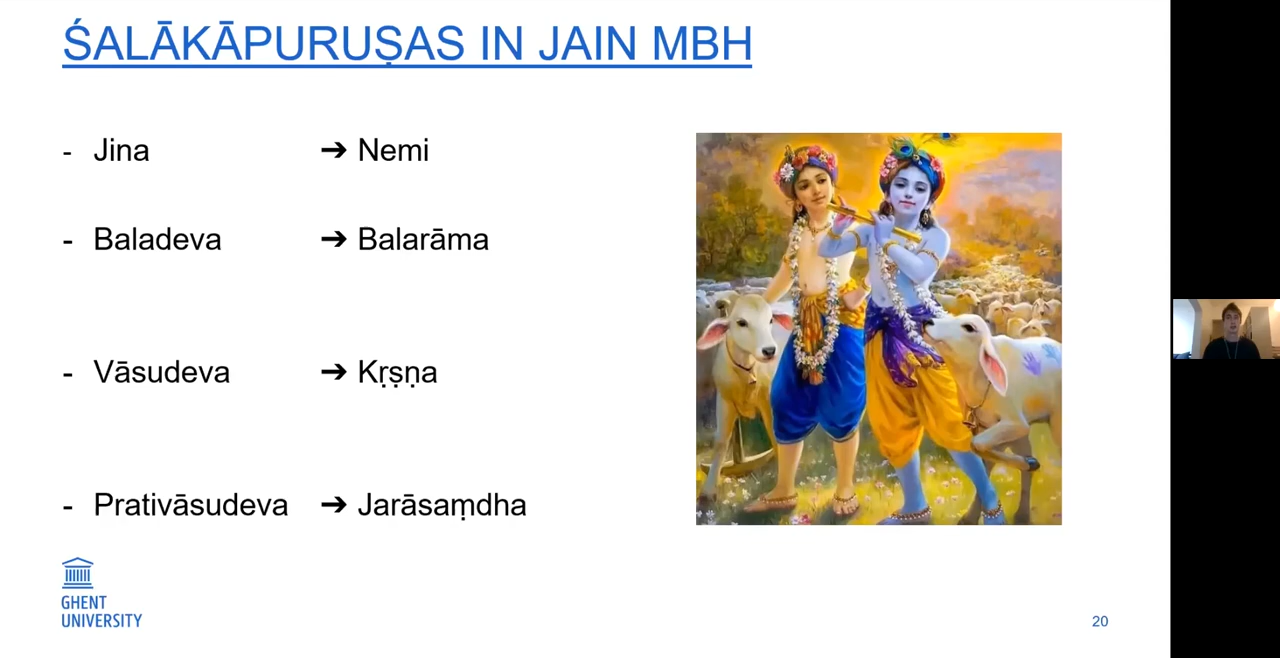 ŚALĀKĀPURUṢAS IN JAIN MBH
- Jina ➔ Nemi
- Baladeva ➔ Balarāma
- Vāsudeva ➔ Kṛṣṇa
- Prativāsudeva ➔ Jarāsaṃdha
GHENT
UNIVERSITY
20